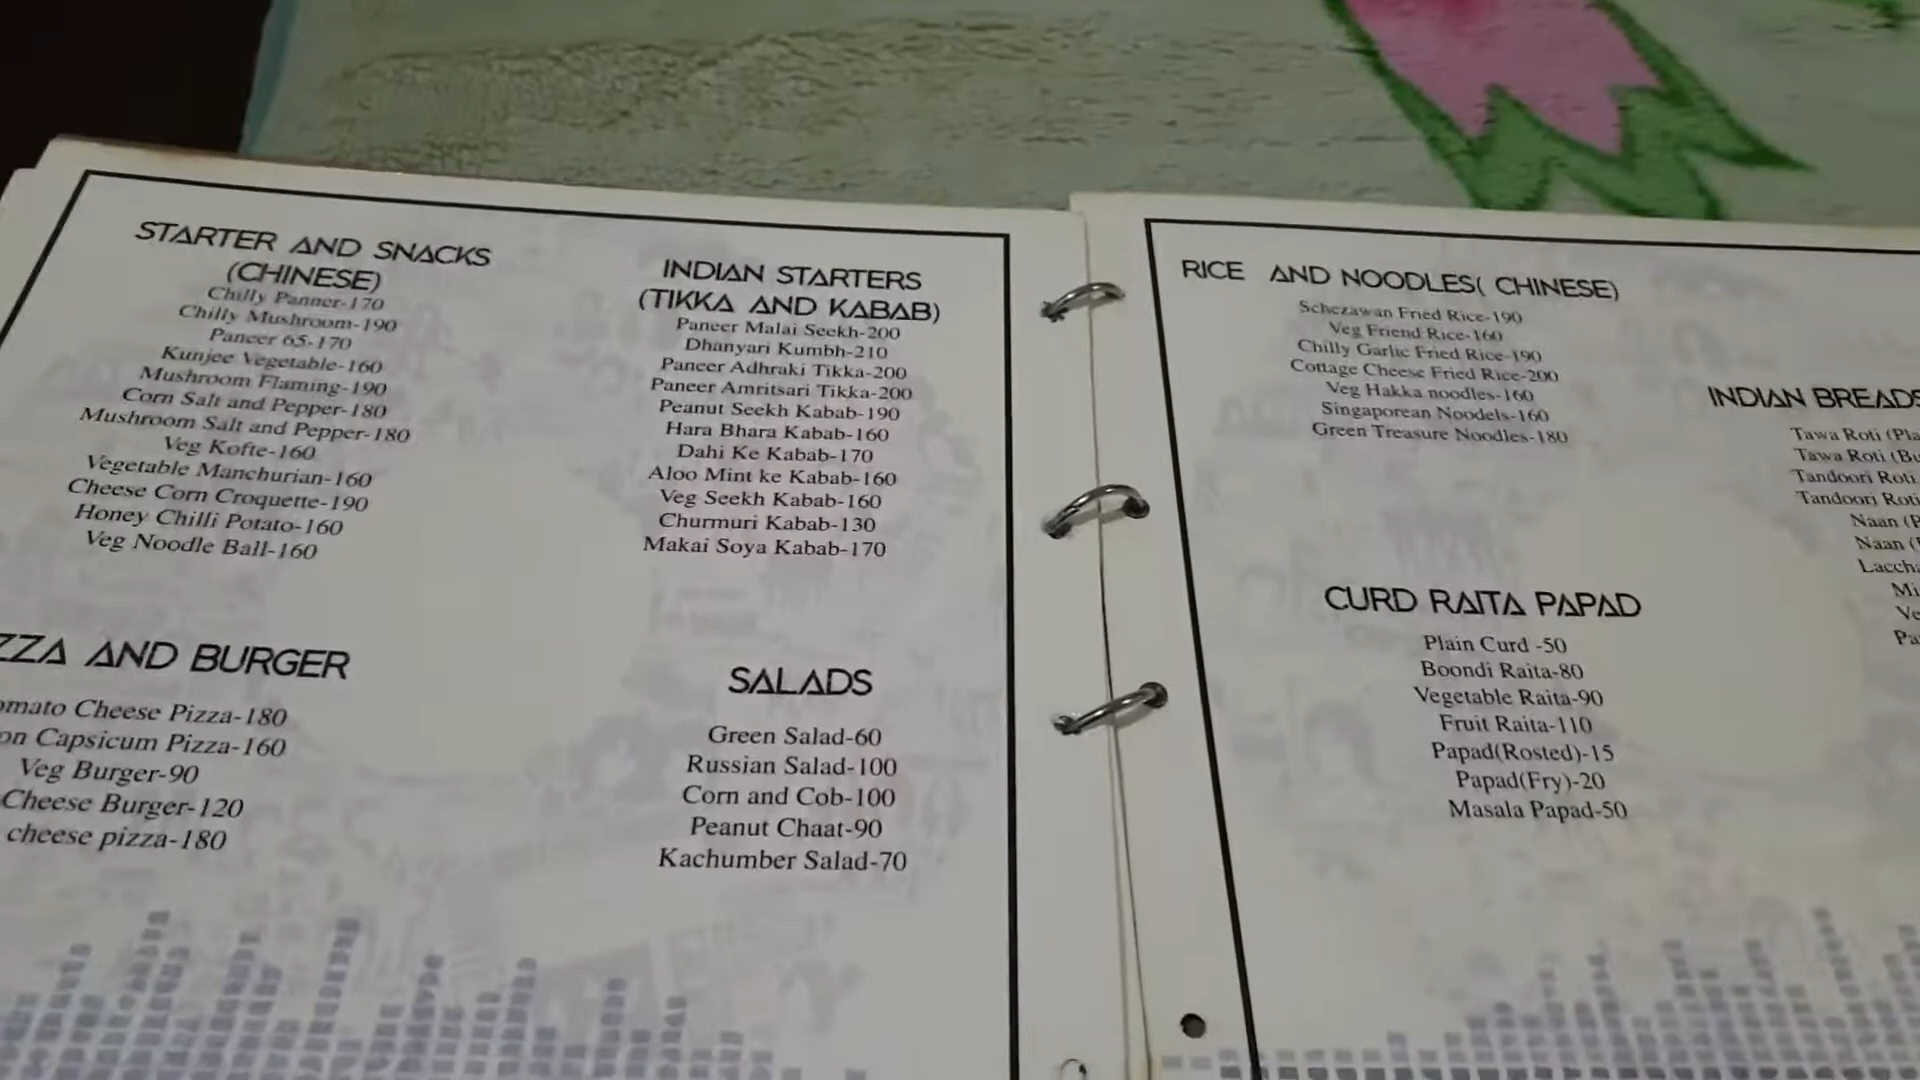 STARTER AND SNACKS
(CHINESE)
Chilly Panner-170
Chilly Mushroom-190
Paneer 65-170
Kunjee Vegetable-160
Mushroom Flaming-190
Corn Salt and Pepper-180
Mushroom Salt and Pepper-180
Veg Kofte-160
Vegetable Manchurian-160
Cheese Corn Croquette-190
Honey Chilli Potato-160
Veg Noodle Ball-160
AND BURGER
Cheese Pizza-180
Capsicum Pizza-160
Veg Burger-90
Cheese Burger-120
cheese pizza-180
INDIAN STARTERS
(TIKKA AND KABAB)
Paneer Malai Seekh-200
Dhanyari Kumbh-210
Paneer Adhraki Tikka-200
Paneer Amritsari Tikka-200
Peanut Seekh Kabab-190
Hara Bhara Kabab-160
Dahi Ke Kabab-170
Aloo Mint ke Kabab-160
Veg Seekh Kabab-160
Churmuri Kabab-130
Makai Soya Kabab-170
SALADS
Green Salad-60
Russian Salad-100
Corn and Cob-100
Peanut Chaat-90
Kachumber Salad-70
RICE AND NOODLES( CHINESE)
Schezawan Fried Rice-190
Veg Friend Rice-160
Chilly Garlic Fried Rice-190
Cottage Cheese Fried Rice-200
Veg Hakka noodles-160
Singaporean Noodels-160
Green Treasure Noodles-180
CURD RAITA PAPAD
Plain Curd -50
Boondi Raita-80
Vegetable Raita-90
Fruit Raita-110
Papad(Rosted)-15
Papad(Fry)-20
Masala Papad-50
INDIAN BREADS
Tawa Roti
Tawa Roti
Tandoori Roti
Tandoori Roti
Naan
Naan